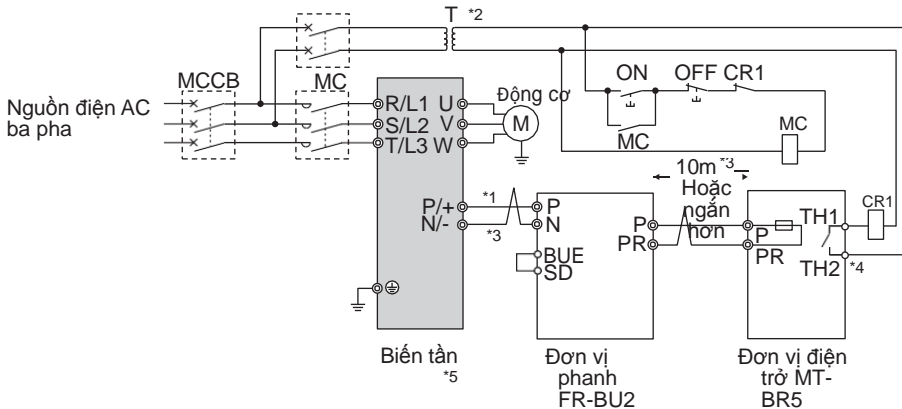 T *2
MCCB
MC
ON
OFF
CR1
MC
MC
Nguồn điện AC
ba pha
R/L1
S/L2
T/L3
U
V
W
Động cơ
M
10m *3
Hoặc
ngắn
hơn
P/+
N/-
*1
*3
P
N
BUE
SD
P
PR
P
PR
TH1
TH2
*4
CR1
Biến tần
*5
Đơn vị
phanh
FR-BU2
Đơn vị điện
trở MT-
BR5